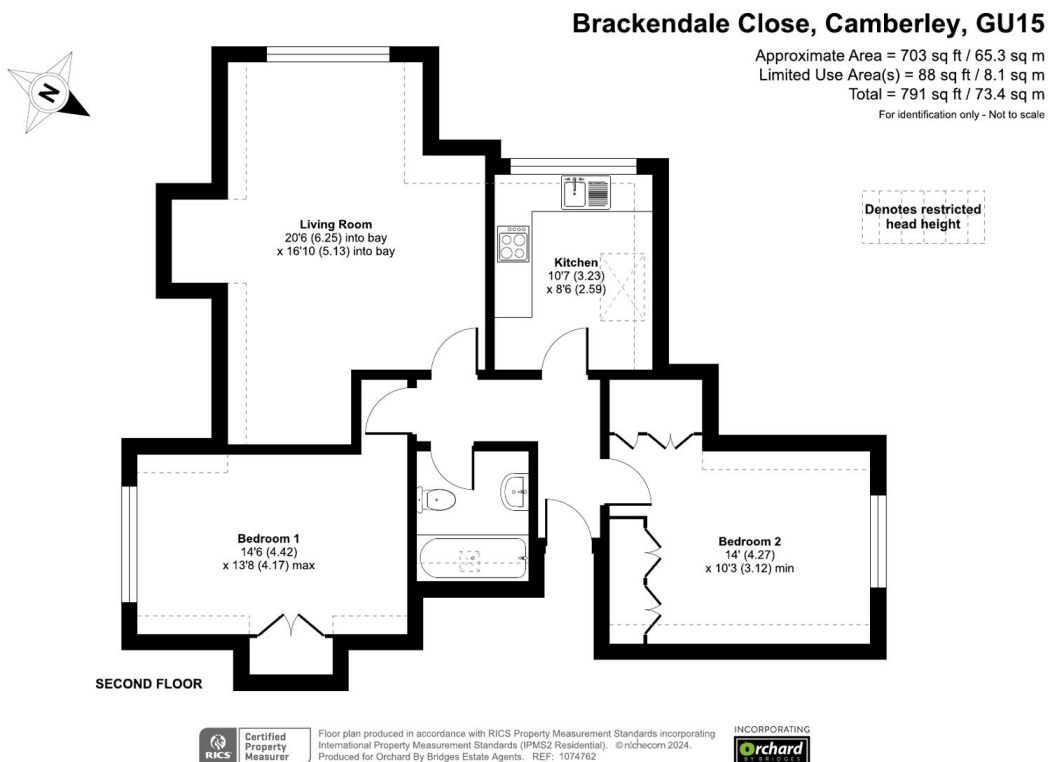 Brackendale Close, Camberley, GU15
Approximate Area = 703 sq ft / 65.3 sq m
Limited Use Area(s) = 88 sq ft / 8.1 sq m
Total = 791 sq ft / 73.4 sq m
For identification only - Not to scale
N
Denotes restricted
head height
Living Room
20'6 (6.25) into bay
x 16'10 (5.13) into bay
Kitchen
10'7 (3.23)
x 8'6 (2.59)
Bedroom 1
14'6 (4.42)
x 13'8 (4.17) max
Bedroom 2
14' (4.27)
x 10'3 (3.12) min
SECOND FLOOR
RICS
Certified
Property
Measurer
Floor plan produced in accordance with RICS Property Measurement Standards incorporating
International Property Measurement Standards (IPMS2 Residential). © nichecom 2024.
Produced for Orchard By Bridges Estate Agents. REF: 1074762
INCORPORATING
Orchard
BY BRIDGES